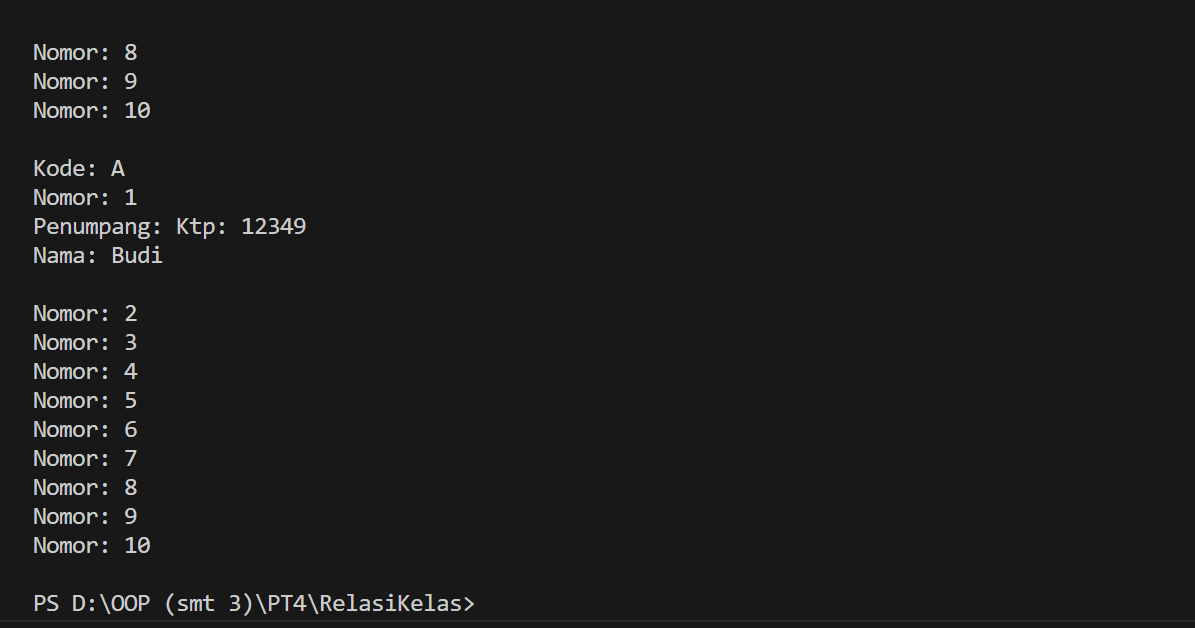 Nomor: 8
Nomor: 9
Nomor: 10
Kode: A
Nomor: 1
Penumpang: Ktp: 12349
Nama: Budi
Nomor: 2
Nomor: 3
Nomor: 4
Nomor: 5
Nomor: 6
Nomor: 7
Nomor: 8
Nomor: 9
Nomor: 10
PS D:\OOP (smt 3)\PT4\RelasiKelas>